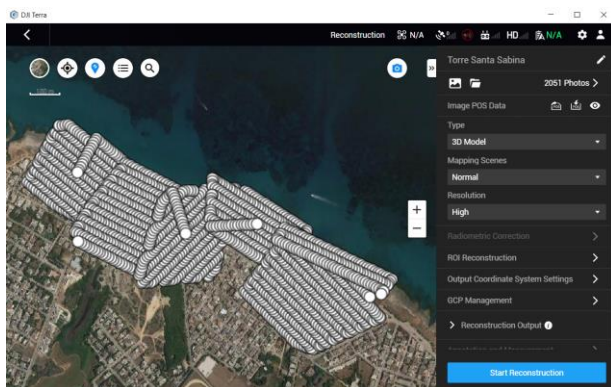 DJI Terra
Reconstruction N/A HD N/A
Torre Santa Sabina
2051 Photos >
Image POS Data
Type
3D Model
Mapping Scenes
Normal
Resolution
High
Radiometric Correction
ROI Reconstruction
Output Coordinate System Settings
GCP Management
Reconstruction Output
Start Reconstruction